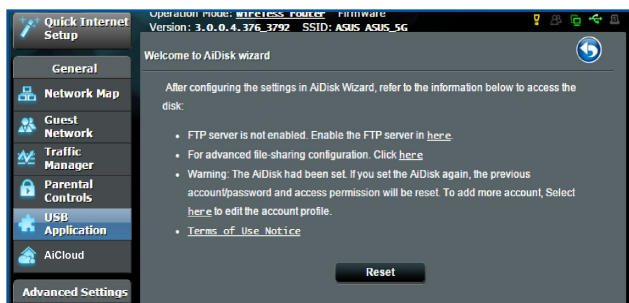 Quick Internet
Setup
General
Network Map
Guest
Network
Traffic
Manager
Parental
Controls
USB
Application
AiCloud
Advanced Settings
Operation Mode: Wireless router Firmware
Version: 3.0.0.4.376_3792 SSID: ASUS ASUS_5G
Welcome to AiDisk wizard
After configuring the settings in AiDisk Wizard, refer to the information below to access the
disk:
• FTP server is not enabled. Enable the FTP server in here.
• For advanced file-sharing configuration. Click here
• Warning: The AiDisk had been set. If you set the AiDisk again, the previous
account/password and access permission will be reset. To add more account, Select
here to edit the account profile.
• Terms of Use Notice
Reset